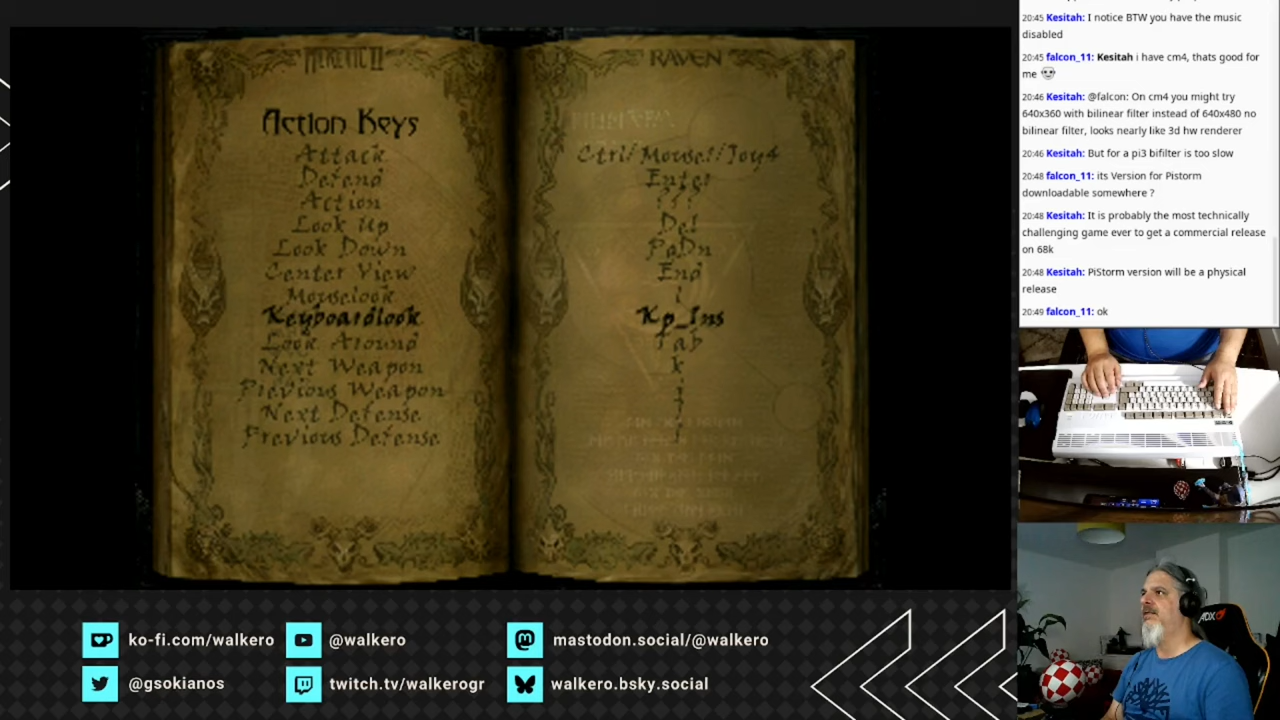 HERETIC II
RAVEN
Action Keys
Attack
Ctrl/Mouse1/Joy4
Defend
Enter
Action
???
Look Up
Del
Look Down
PgDn
Center View
End
Mouselook
Keyboardlook
Kp_Ins
Look Around
Tab
Next Weapon
k
Previous Weapon
Next Defense
Previous Defense
20:45 Kesitah: I notice BTW you have the music
disabled
20:45 falcon_11: Kesitah i have cm4, thats good for
me
20:46 Kesitah: @falcon: On cm4 you might try
640x360 with bilinear filter instead of 640x480 no
bilinear filter, looks nearly like 3d hw renderer
20:46 Kesitah: But for a pi3 bifilter is too slow
20:48 falcon_11: its Version for Pistorm
downloadable somewhere ?
20:48 Kesitah: It is probably the most technically
challenging game ever to get a commercial release
on 68k
20:48 Kesitah: PiStorm version will be a physical
release
20:49 falcon_11: ok
ADX
ko-fi.com/walkero
@walkero
mastodon.social/@walkero
@gsokianos
twitch.tv/walkerogr
walkero.bsky.social